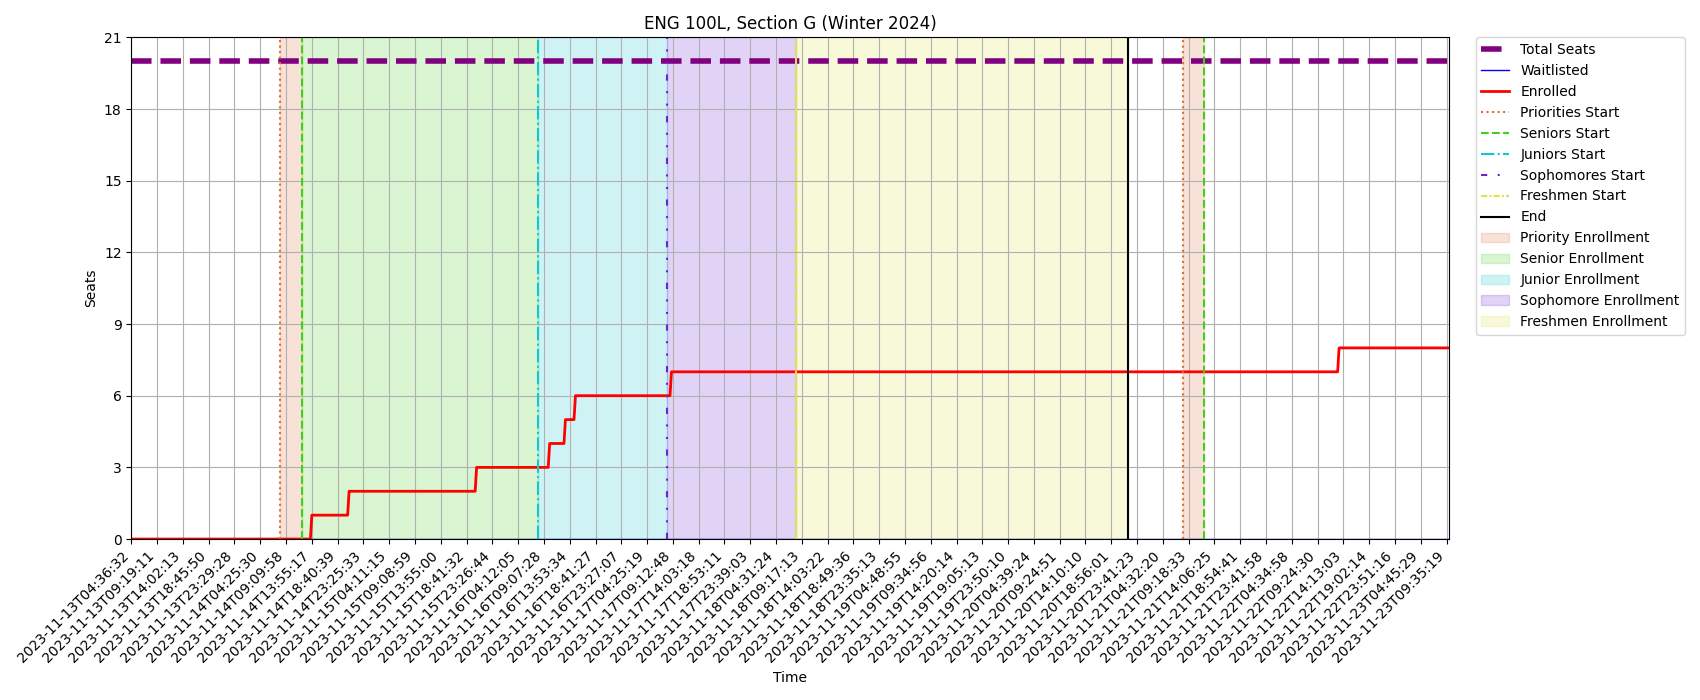 ENG 100L, Section G (Winter 2024)
21
18
15
12
9
6
3
0
Seats
2023-11-13T04:36:32
2023-11-13T09:19:11
2023-11-13T14:02:13
2023-11-13T18:45:50
2023-11-13T23:29:28
2023-11-14T04:25:30
2023-11-14T09:09:58
2023-11-14T13:55:17
2023-11-14T18:40:39
2023-11-14T23:25:33
2023-11-15T04:11:15
2023-11-15T09:08:59
2023-11-15T13:55:00
2023-11-15T18:41:32
2023-11-15T23:26:44
2023-11-16T04:12:05
2023-11-16T09:07:28
2023-11-16T13:53:34
2023-11-16T18:41:27
2023-11-16T23:27:07
2023-11-17T04:25:19
2023-11-17T09:12:48
2023-11-17T14:03:18
2023-11-17T18:53:11
2023-11-17T23:39:03
2023-11-18T04:31:24
2023-11-18T09:17:13
2023-11-18T14:03:22
2023-11-18T18:49:36
2023-11-18T23:35:13
2023-11-19T04:48:55
2023-11-19T09:34:56
2023-11-19T14:20:14
2023-11-19T19:05:13
2023-11-19T23:50:10
2023-11-20T04:39:24
2023-11-20T09:24:51
2023-11-20T14:10:10
2023-11-20T18:56:01
2023-11-20T23:41:23
2023-11-21T04:32:20
2023-11-21T09:18:33
2023-11-21T14:06:25
2023-11-21T18:54:41
2023-11-21T23:41:58
2023-11-22T04:34:58
2023-11-22T09:24:30
2023-11-22T14:13:03
2023-11-22T19:02:14
2023-11-22T23:51:16
2023-11-23T04:45:29
2023-11-23T09:35:19
Time
Total Seats
Waitlisted
Enrolled
Priorities Start
Seniors Start
Juniors Start
Sophomores Start
Freshmen Start
End
Priority Enrollment
Senior Enrollment
Junior Enrollment
Sophomore Enrollment
Freshmen Enrollment